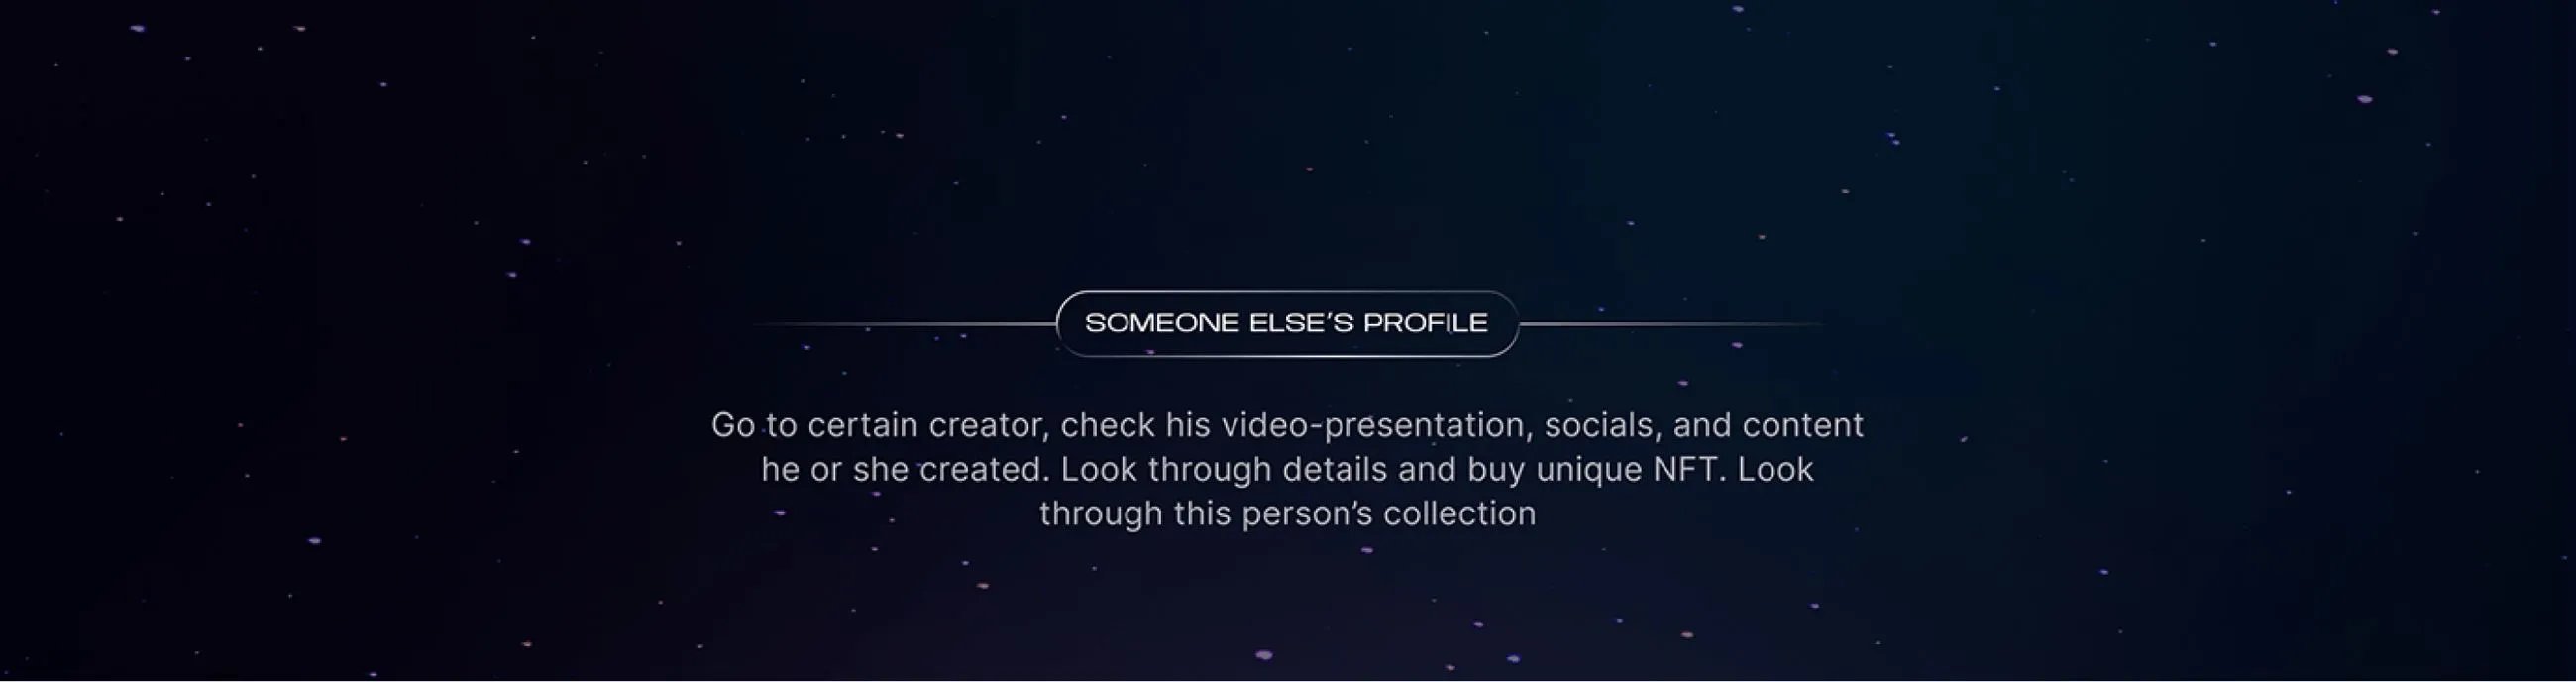 SOMEONE ELSE’S PROFILE
Go to certain creator, check his video-presentation, socials, and content
he or she created. Look through details and buy unique NFT. Look
through this person’s collection